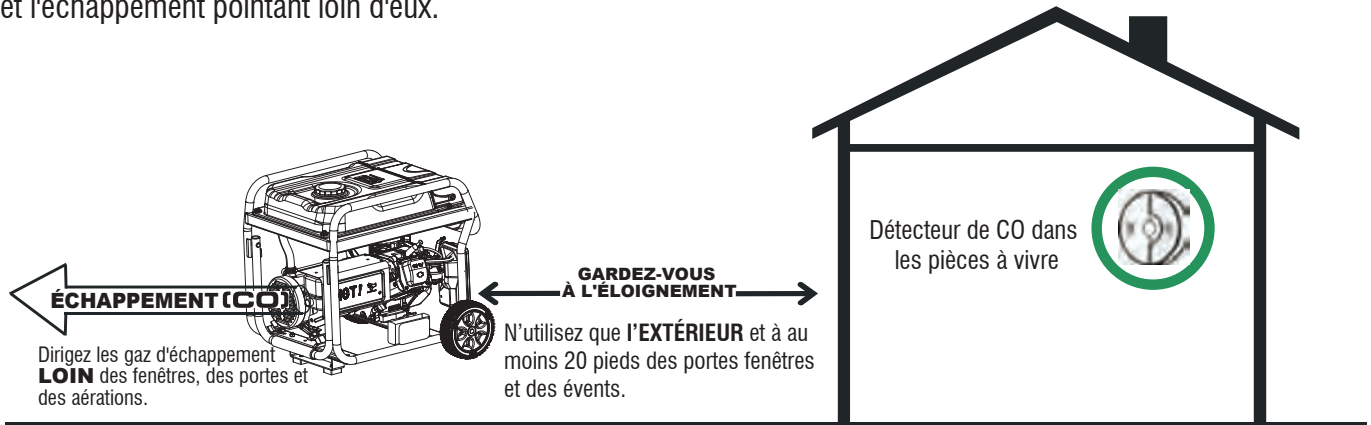 et l'échappement pointant loin d'eux.
Détecteur de CO dans
les pièces à vivre
GARDEZ-VOUS
À L'ÉLOIGNEMENT
ÉCHAPPEMENT (CO)
N'utilisez que l'EXTÉRIEUR et à au
moins 20 pieds des portes fenêtres
et des évents.
Dirigez les gaz d'échappement
LOIN des fenêtres, des portes et
des aérations.